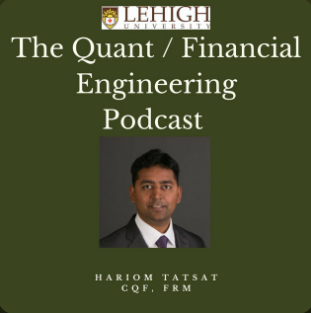 LEHIGH
UNIVERSITY
The Quant / Financial
Engineering
Podcast
HARIOM TATSAT
CQF, FRM